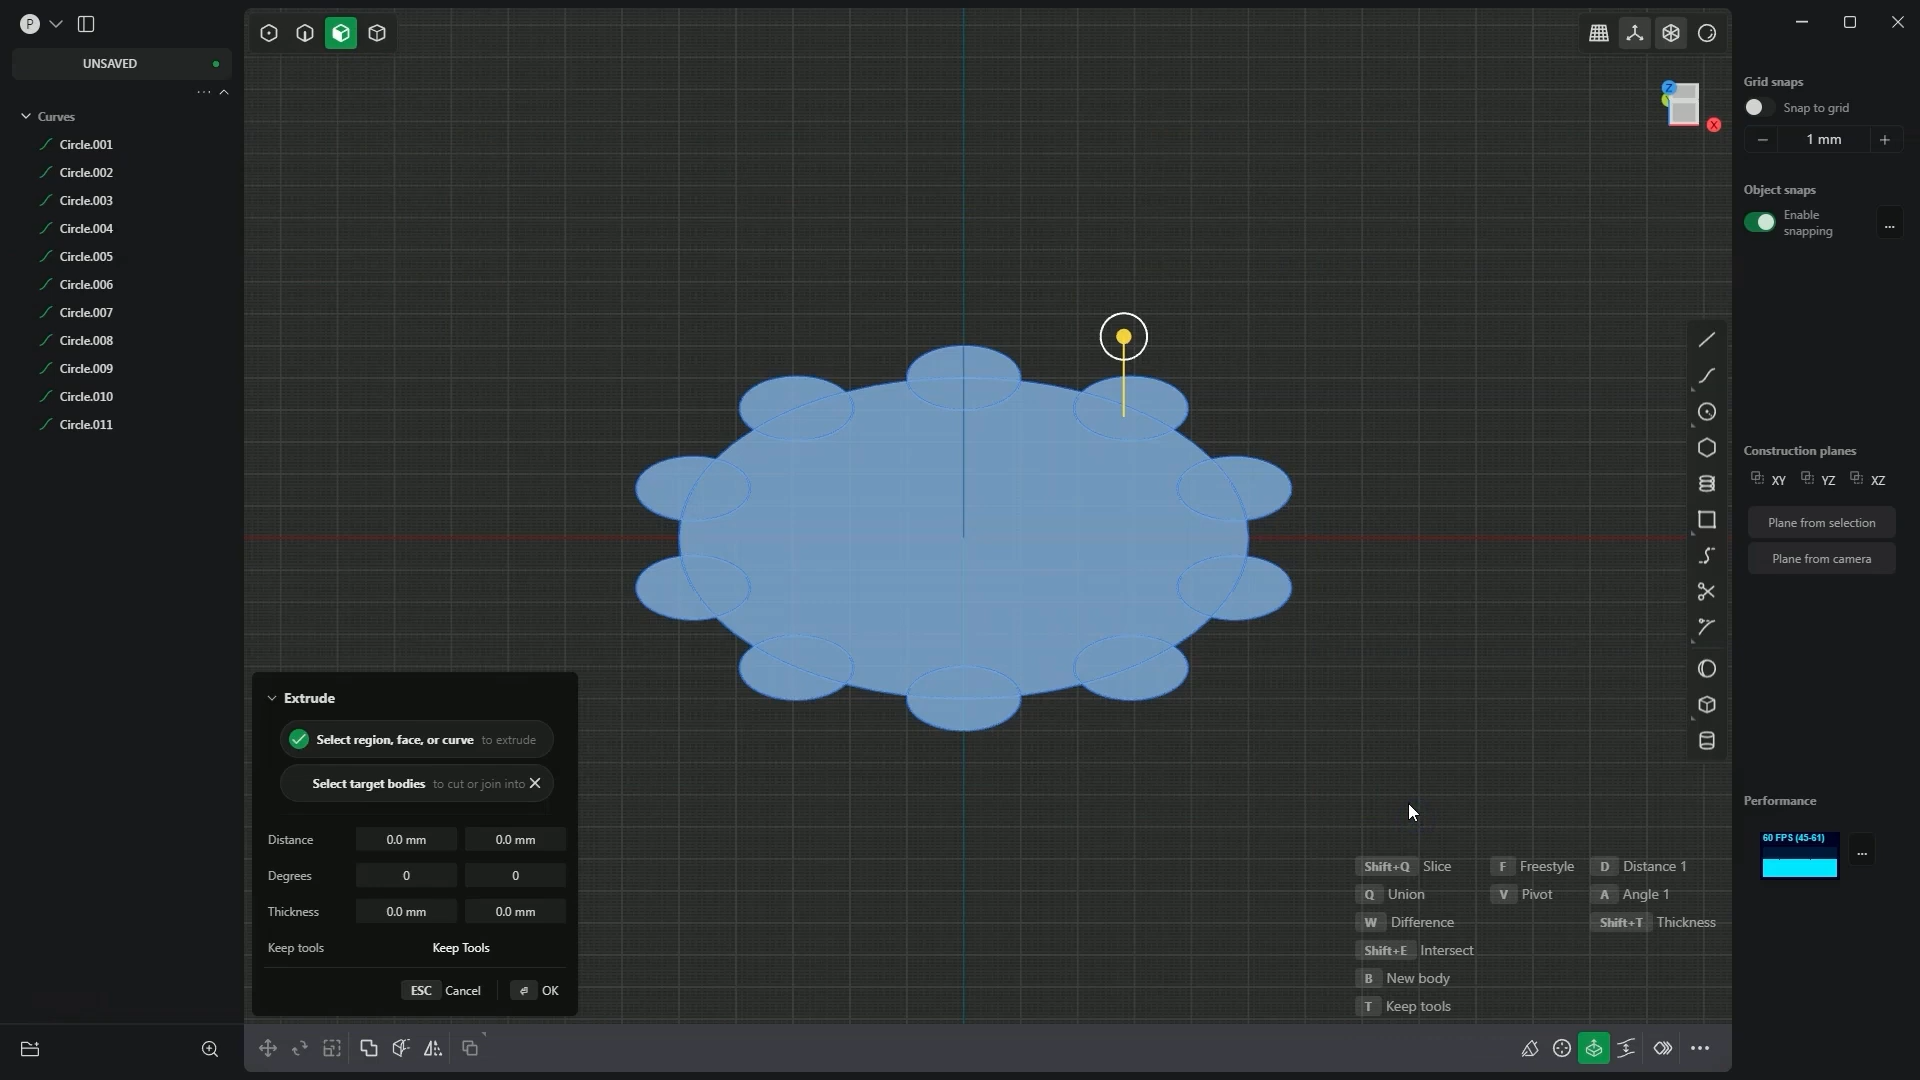 P
UNSAVED
Curves
Circle.001
Circle.002
Circle.003
Circle.004
Circle.005
Circle.006
Circle.007
Circle.008
Circle.009
Circle.010
Circle.011
Z
X
Grid snaps
Snap to grid
1 mm
Object snaps
Enable
snapping
...
Construction planes
XY YZ XZ
Plane from selection
Plane from camera
Performance
60 FPS (45-61)
...
Extrude
Select region, face, or curve to extrude
Select target bodies to cut or join into
Distance 0.0 mm 0.0 mm
Degrees 0 0
Thickness 0.0 mm 0.0 mm
Keep tools Keep Tools
ESC Cancel OK
Shift+Q Slice F Freestyle D Distance 1
Q Union V Pivot A Angle 1
W Difference Shift+T Thickness
Shift+E Intersect
B New body
T Keep tools